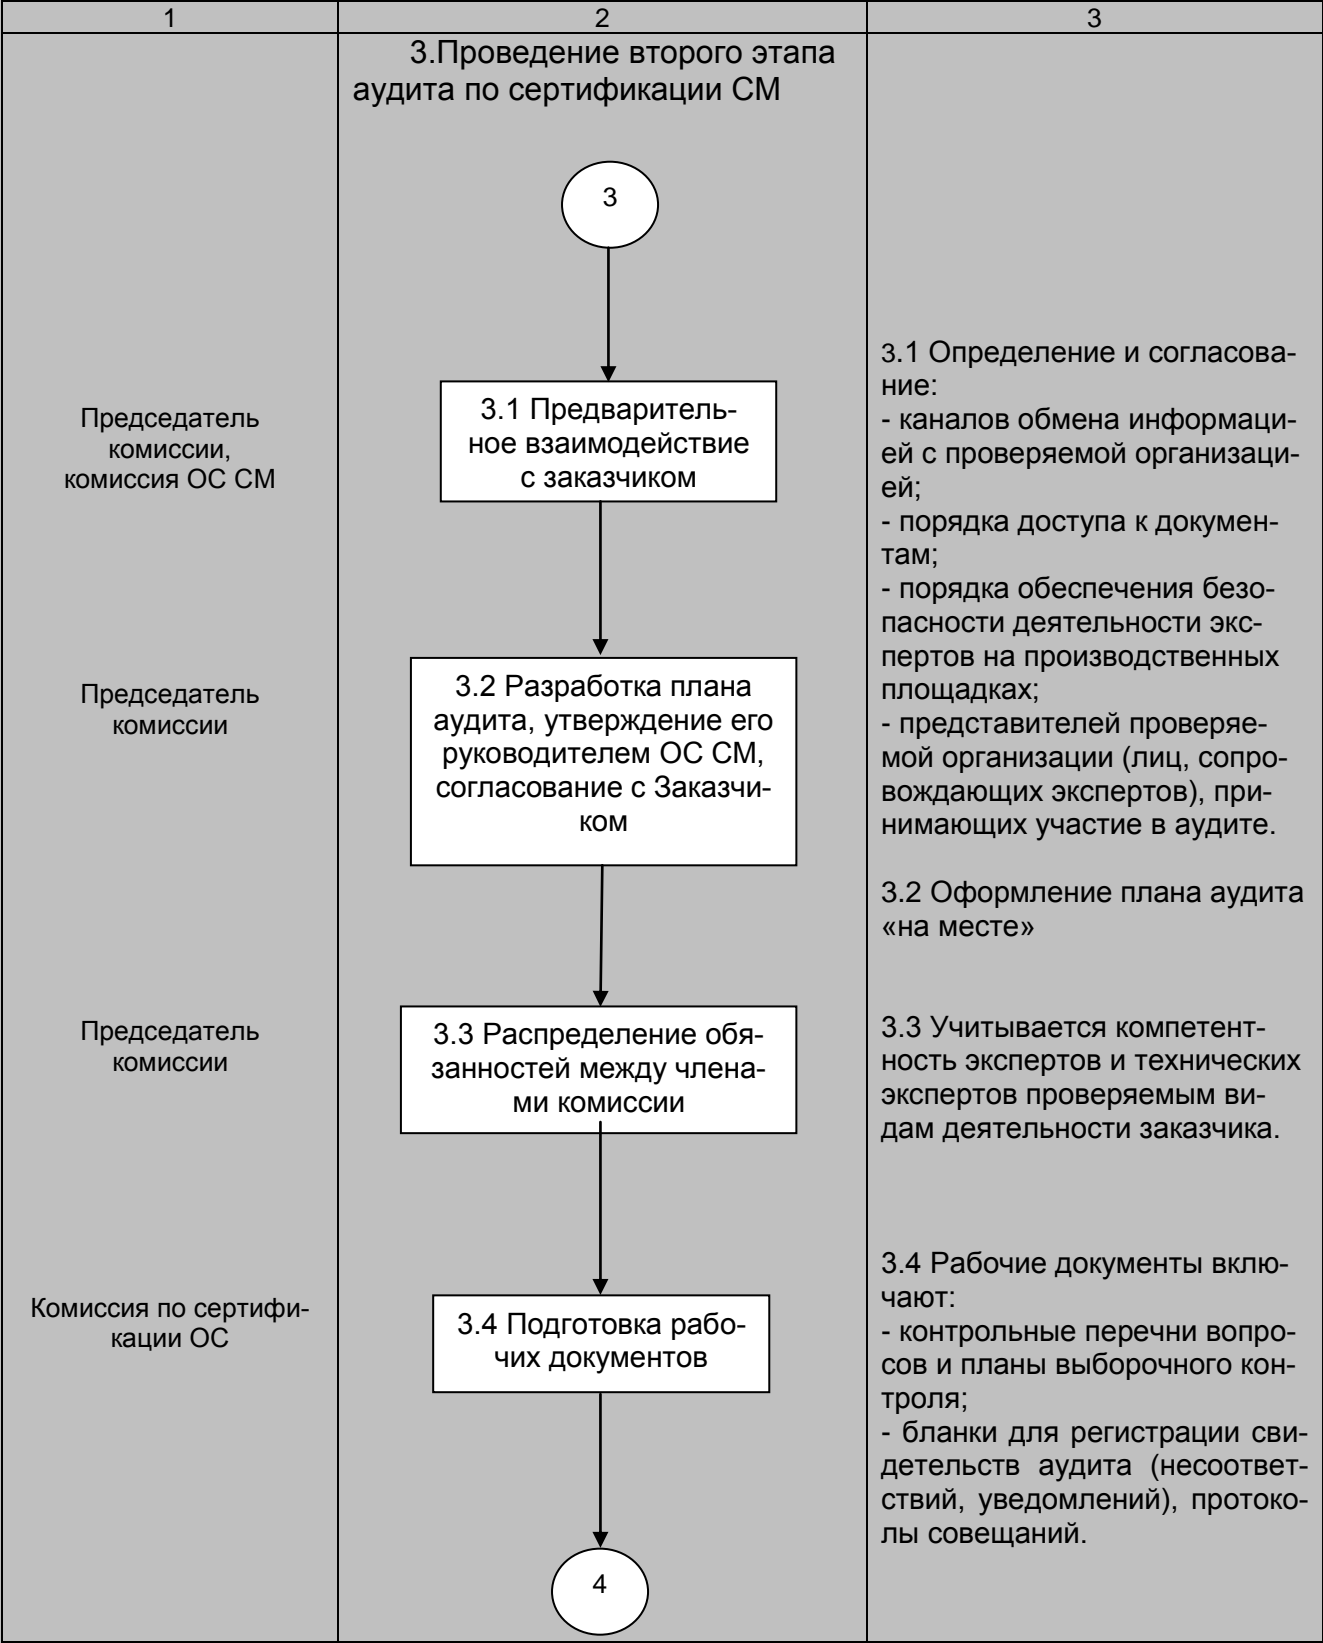 1
2
3
3.Проведение второго этапа
аудита по сертификации СМ
3
Председатель
комиссии,
комиссия ОС СМ
3.1 Предваритель-
ное взаимодействие
с заказчиком
3.1 Определение и согласова-
ние:
- каналов обмена информаци-
ей с проверяемой организаци-
ей;
- порядка доступа к докумен-
там;
- порядка обеспечения безо-
пасности деятельности экс-
пертов на производственных
площадках;
- представителей проверяе-
мой организации (лиц, сопро-
вождающих экспертов), при-
нимающих участие в аудите.
Председатель
комиссии
3.2 Разработка плана
аудита, утверждение его
руководителем ОС СМ,
согласование с Заказчи-
ком
3.2 Оформление плана аудита
«на месте»
Председатель
комиссии
3.3 Распределение обя-
занностей между члена-
ми комиссии
3.3 Учитывается компетент-
ность экспертов и технических
экспертов проверяемым ви-
дам деятельности заказчика.
Комиссия по сертифи-
кации ОС
3.4 Подготовка рабо-
чих документов
3.4 Рабочие документы вклю-
чают:
- контрольные перечни вопро-
сов и планы выборочного кон-
троля;
- бланки для регистрации сви-
детельств аудита (несоответ-
ствий, уведомлений), протоко-
лы совещаний.
4